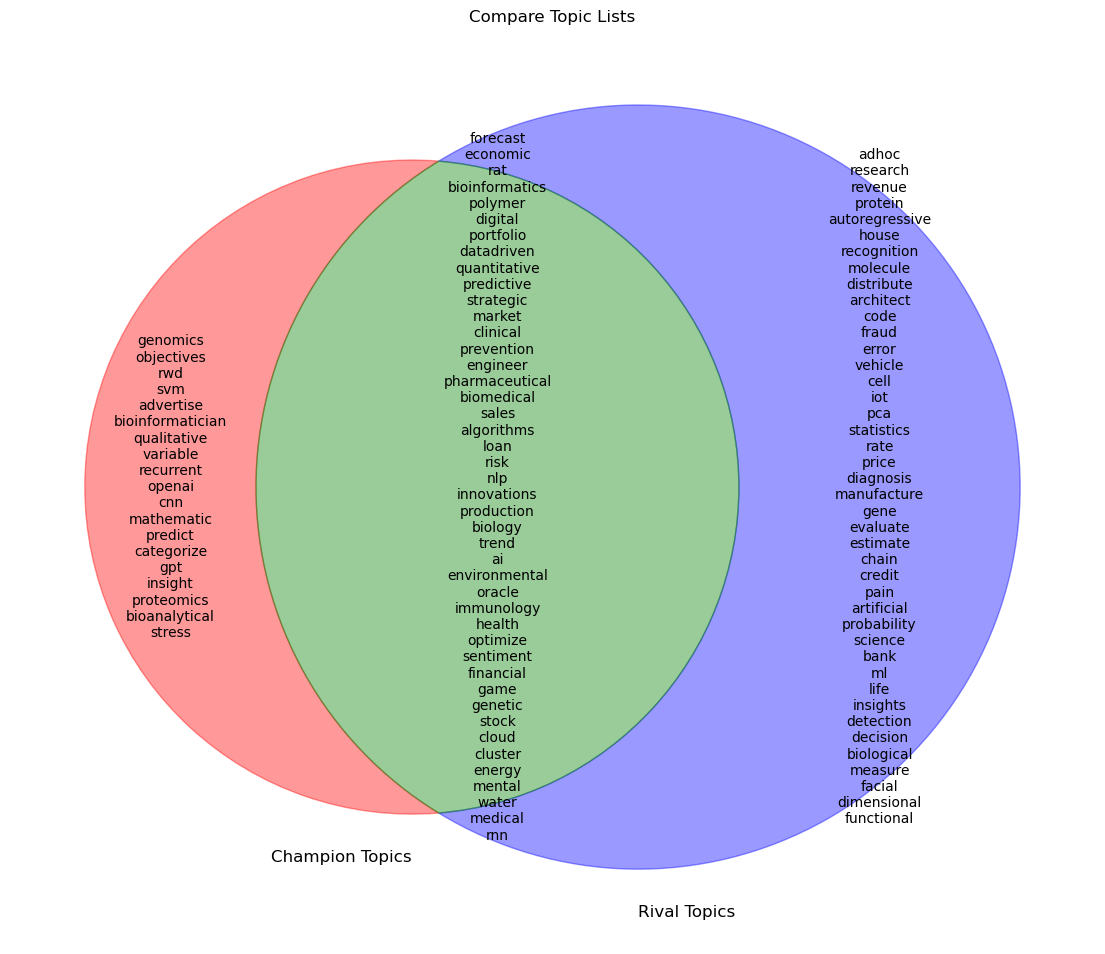 Compare Topic Lists
genomics
objectives
rwd
svm
advertise
bioinformatician
qualitative
variable
recurrent
openai
cnn
mathematic
predict
categorize
gpt
insight
proteomics
bioanalytical
stress
forecast
economic
rat
bioinformatics
polymer
digital
portfolio
datadriven
quantitative
predictive
strategic
market
clinical
prevention
engineer
pharmaceutical
biomedical
sales
algorithms
loan
risk
nlp
innovations
production
biology
trend
ai
environmental
oracle
immunology
health
optimize
sentiment
financial
game
genetic
stock
cloud
cluster
energy
mental
water
medical
rnn
adhoc
research
revenue
protein
autoregressive
house
recognition
molecule
distribute
architect
code
fraud
error
vehicle
cell
iot
pca
statistics
rate
price
diagnosis
manufacture
gene
evaluate
estimate
chain
credit
pain
artificial
probability
science
bank
ml
life
insights
detection
decision
biological
measure
facial
dimensional
functional
Champion Topics
Rival Topics